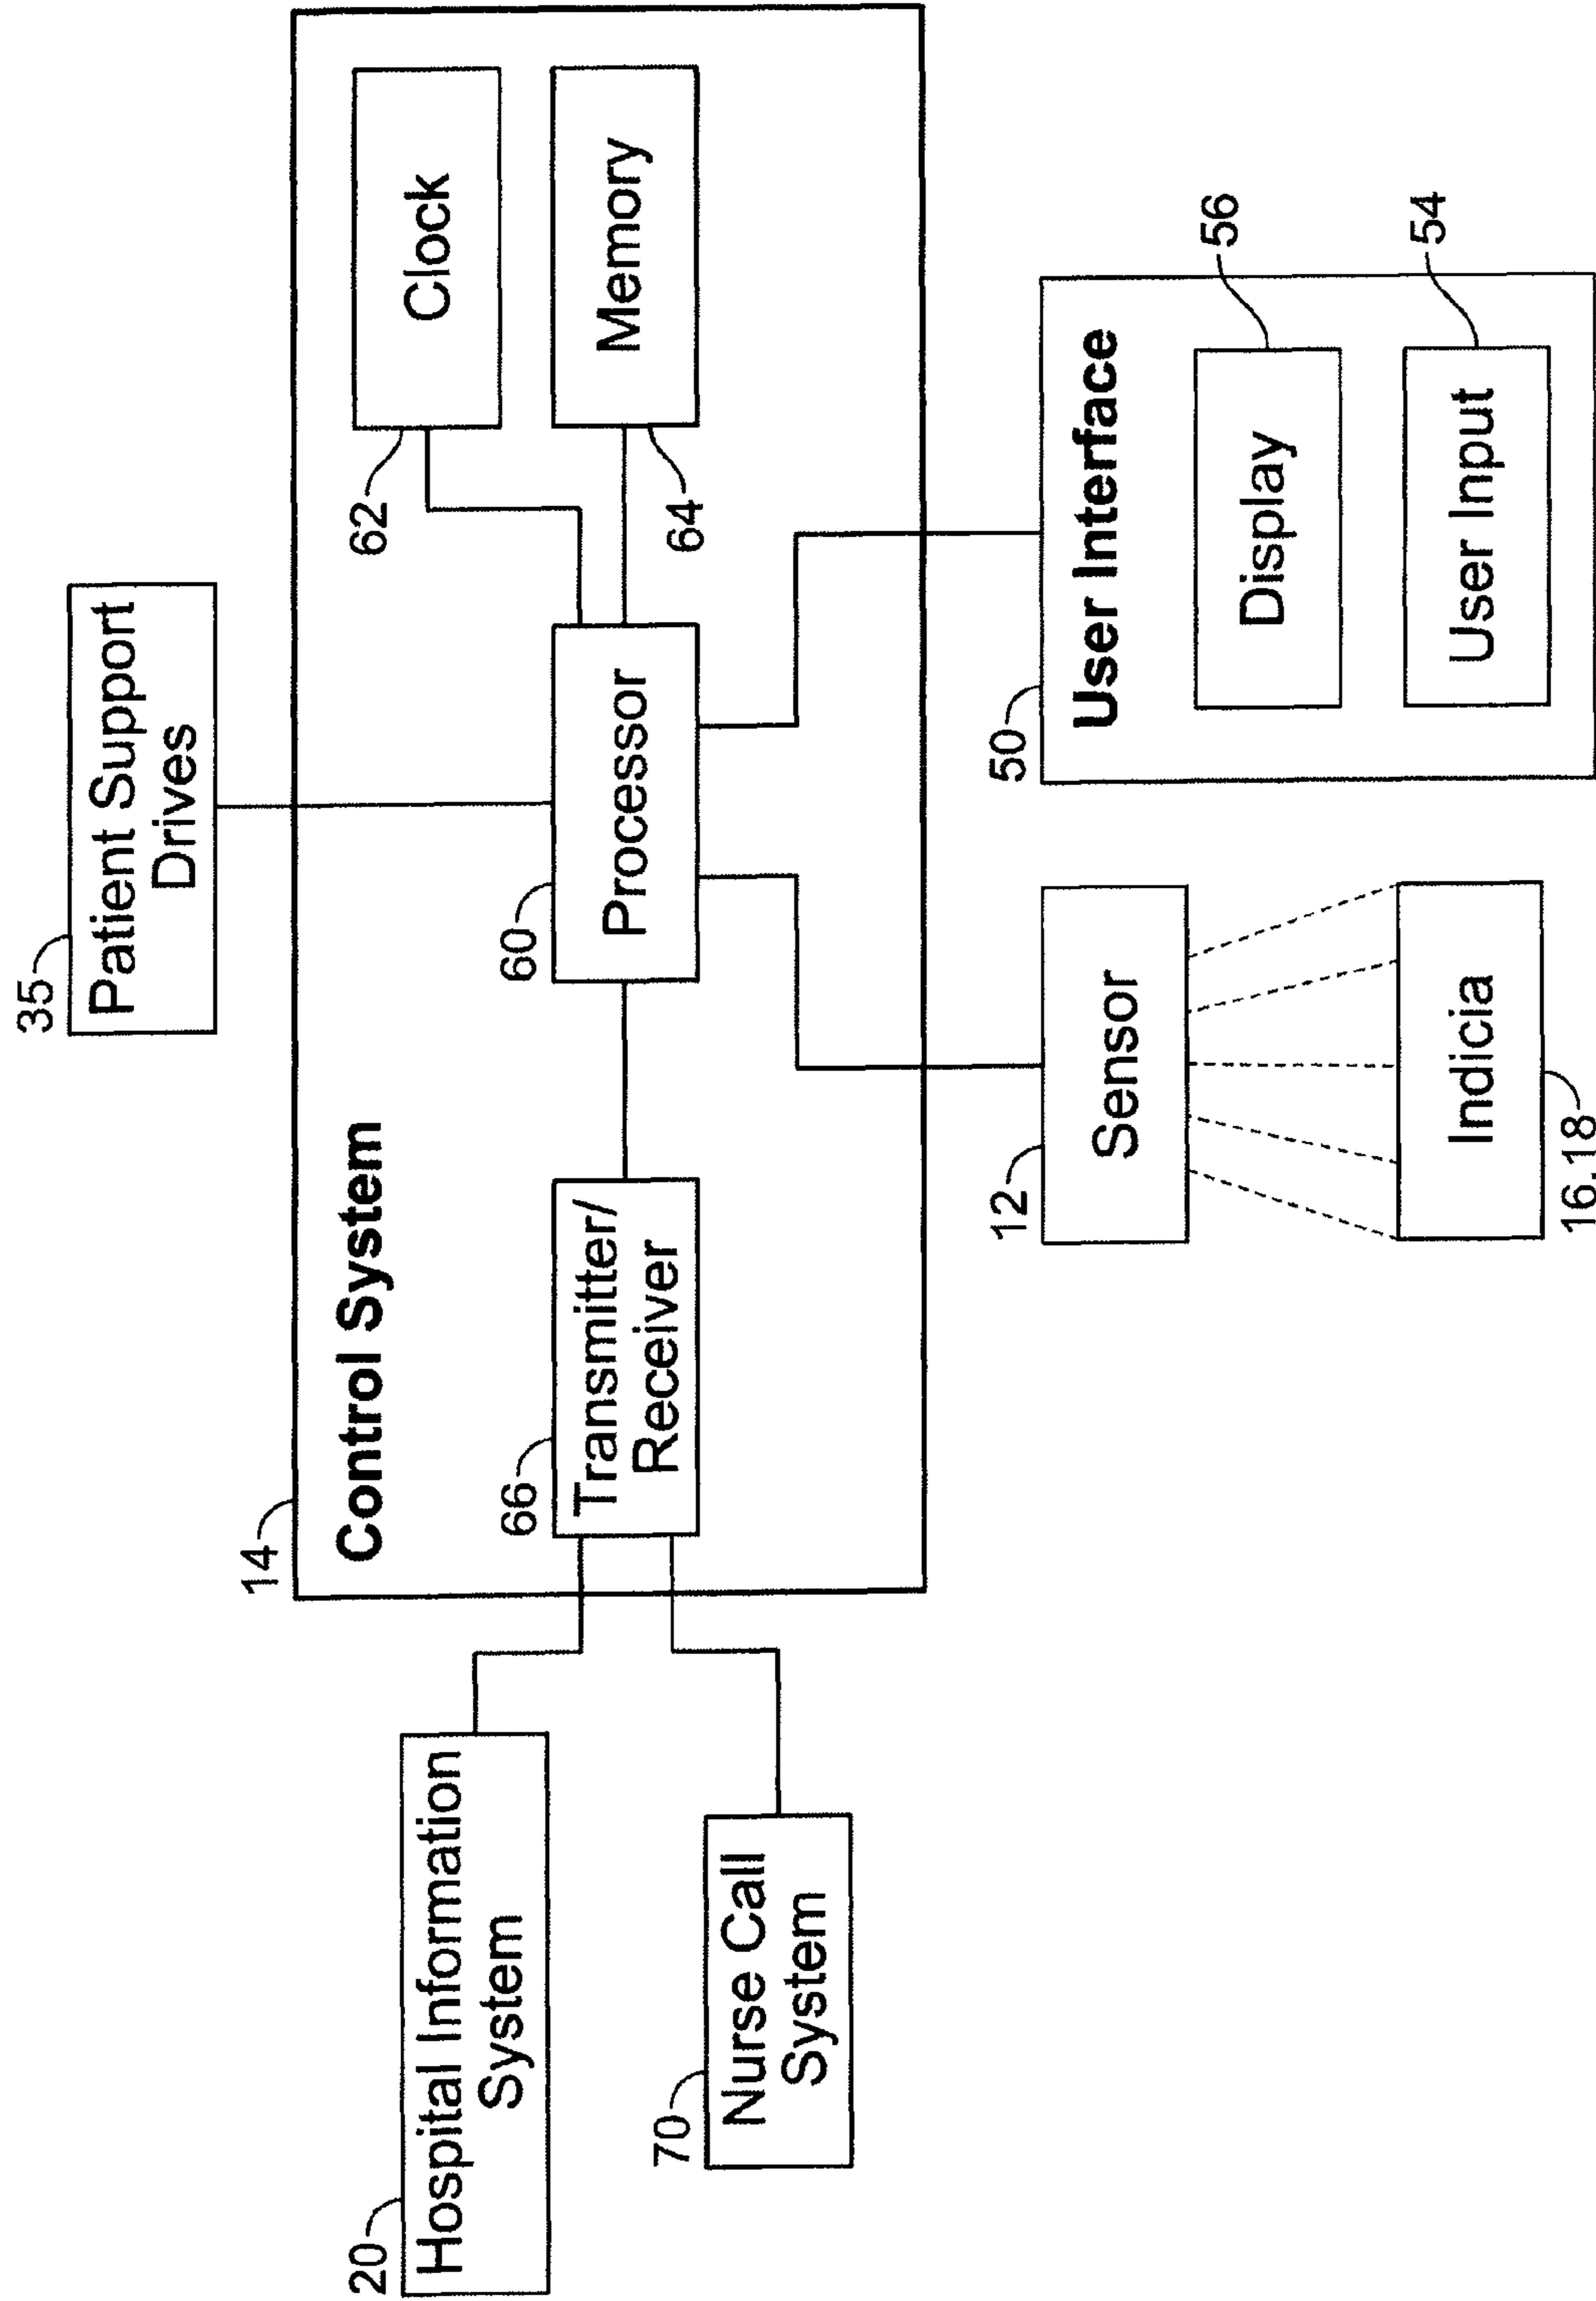 35
Patient Support
Drives
14
Control System
62
Clock
20
Hospital Information
System
66
Transmitter/
Receiver
60
Processor
64
Memory
70
Nurse Call
System
12
Sensor
50
User Interface
Display
56
Indicia
16,18
User Input
54